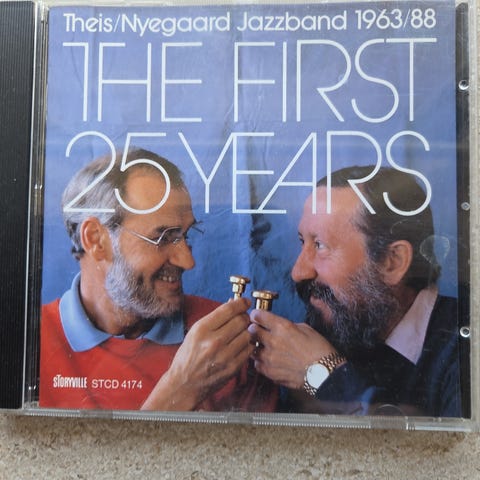 Theis/Nyegaard Jazzband 1963/88
THE FIRST
25 YEARS
STORYVILLE STCD 4174